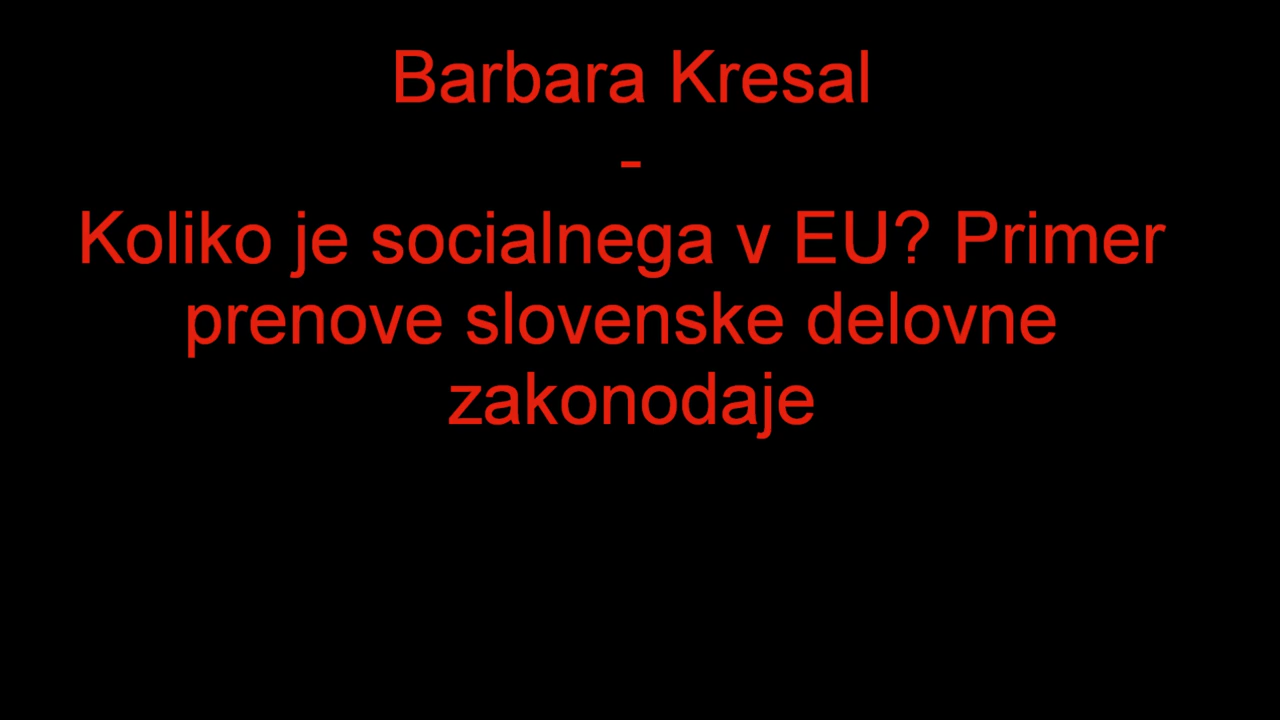 Barbara Kresal
-
Koliko je socialnega v EU? Primer
prenove slovenske delovne
zakonodaje